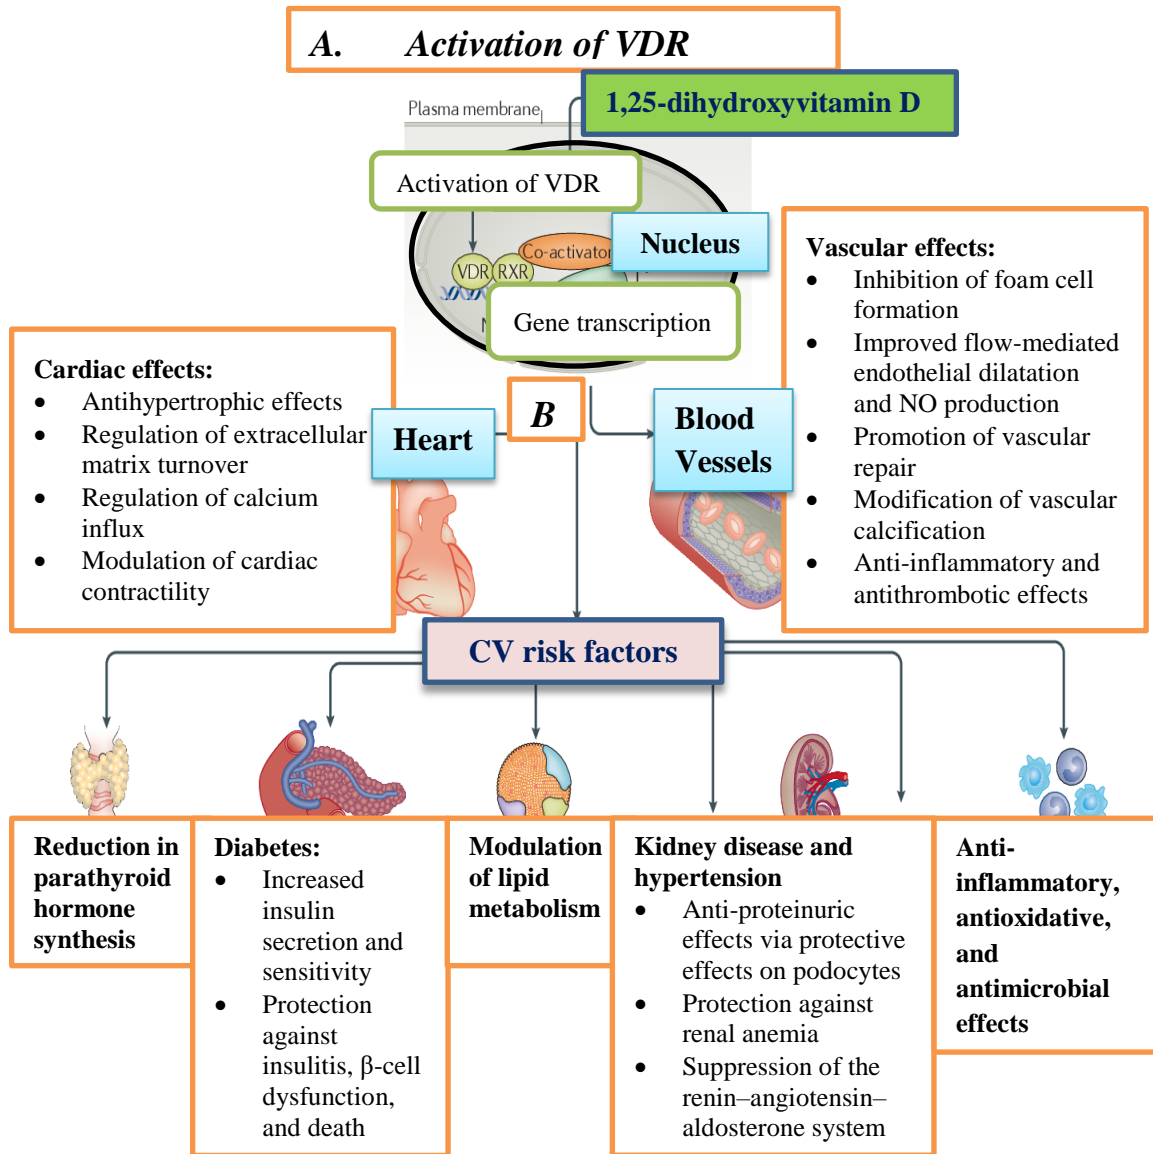 A. Activation of VDR
1,25-dihydroxyvitamin D
Plasma membrane
Activation of VDR
Nucleus
Co-activator
VDR RXR
Gene transcription
Vascular effects:
• Inhibition of foam cell
formation
• Improved flow-mediated
endothelial dilatation
and NO production
• Promotion of vascular
repair
• Modification of vascular
calcification
• Anti-inflammatory and
antithrombotic effects
Cardiac effects:
• Antihypertrophic effects
• Regulation of extracellular
matrix turnover
• Regulation of calcium
influx
• Modulation of cardiac
contractility
Heart
B
Blood
Vessels
CV risk factors
Reduction in
parathyroid
hormone
synthesis
Diabetes:
• Increased
insulin
secretion and
sensitivity
• Protection
against
insulitis, β-cell
dysfunction,
and death
Modulation
of lipid
metabolism
Kidney disease and
hypertension
• Anti-proteinuric
effects via protective
effects on podocytes
• Protection against
renal anemia
• Suppression of the
renin–angiotensin–
aldosterone system
Anti-
inflammatory,
antioxidative,
and
antimicrobial
effects